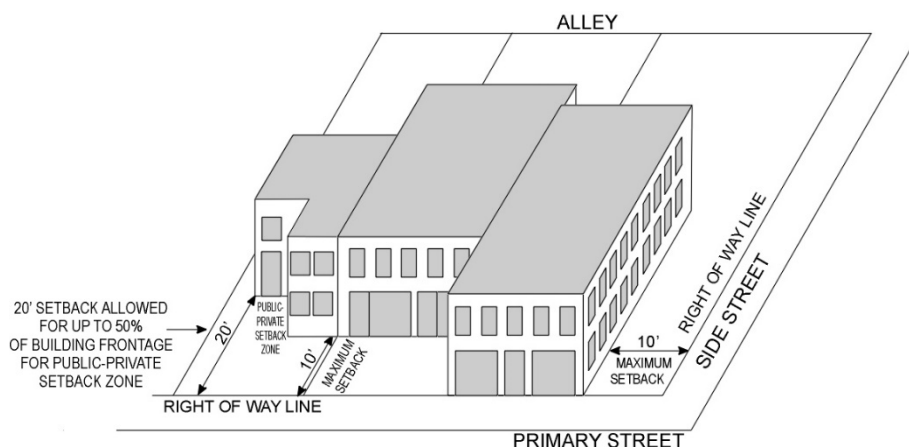 ALLEY
20' SETBACK ALLOWED
FOR UP TO 50%
OF BUILDING FRONTAGE
FOR PUBLIC-PRIVATE
SETBACK ZONE
20'
PUBLIC-
PRIVATE
SETBACK
ZONE
10'
MAXIMUM
SETBACK
10'
MAXIMUM
SETBACK
RIGHT OF WAY LINE
SIDE STREET
RIGHT OF WAY LINE
PRIMARY STREET